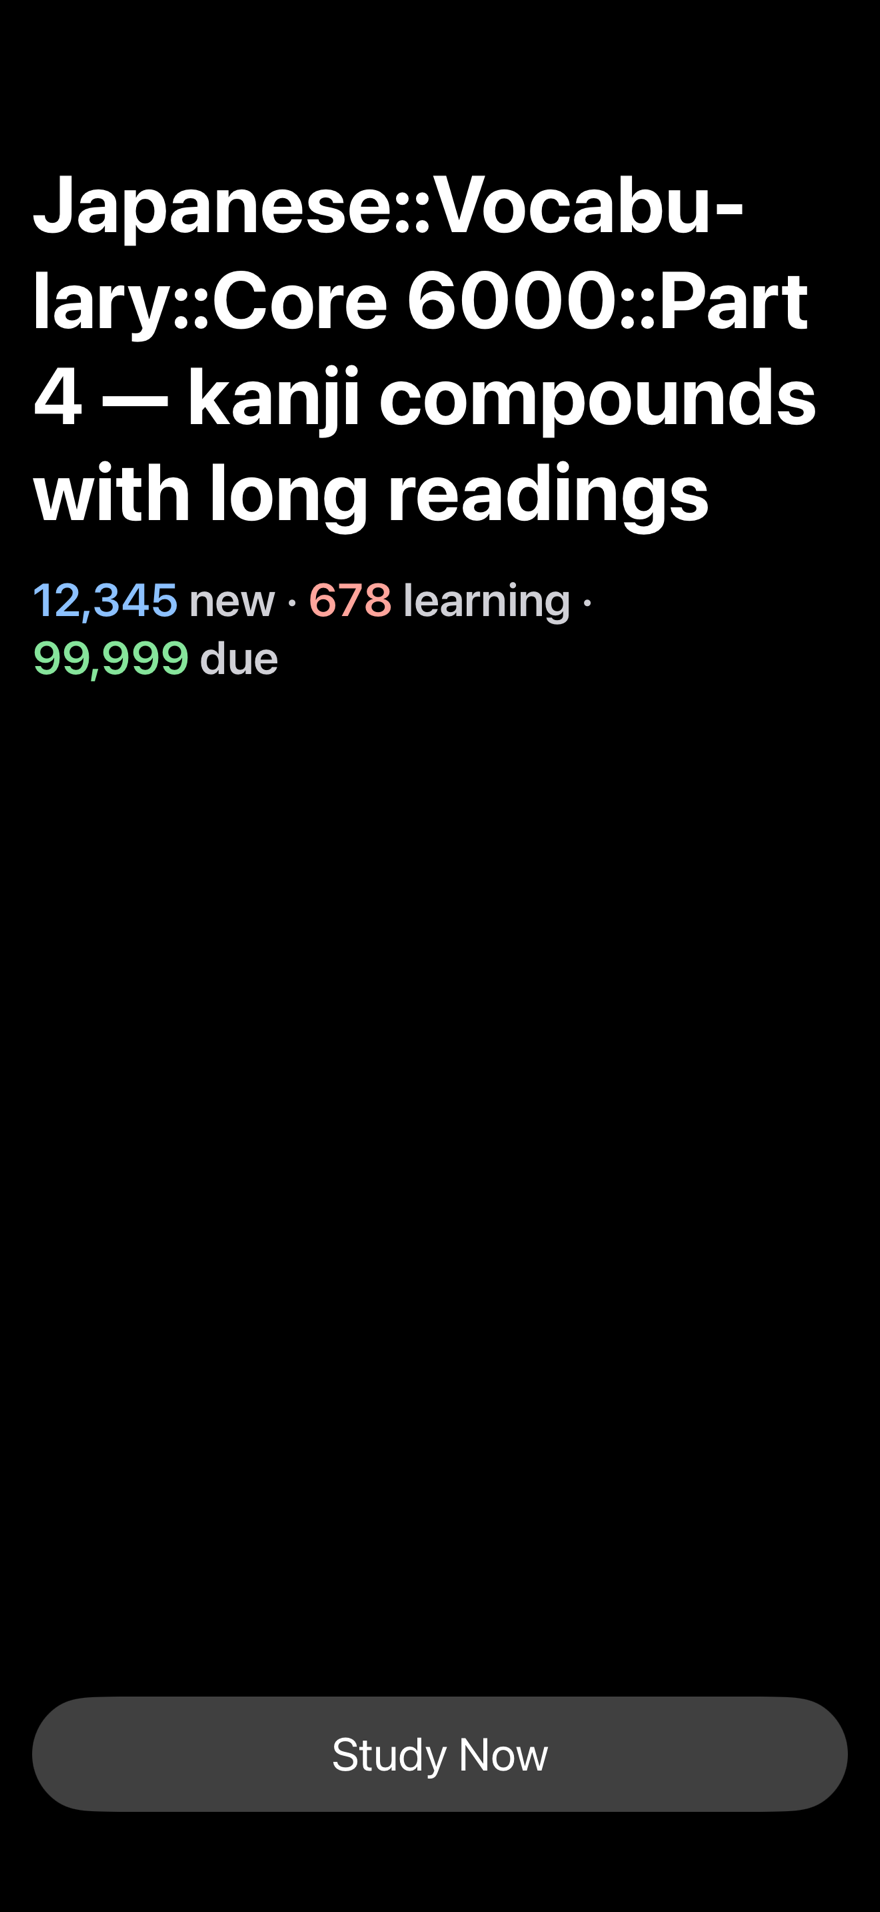 Japanese::Vocabu-
lary::Core 6000::Part
4 — kanji compounds
with long readings
12,345 new · 678 learning ·
99,999 due
Study Now